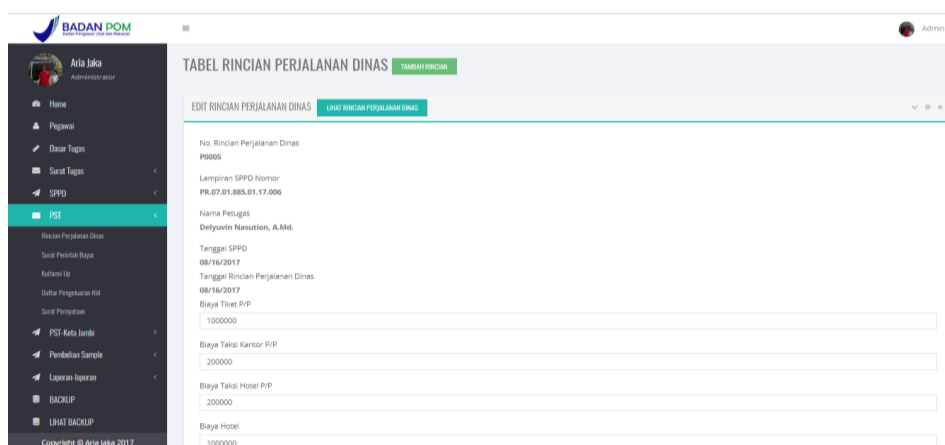 BADAN POM
Badan Pengawas Obat dan Makanan
Admin
Aria Jaka
Administrator
Home
Pegawai
Dasar Tugas
Surat Tugas
SPPD
PST
Rincian Perjalanan Dinas
Surat Perintah Bayar
Kuitansi Up
Daftar Pengeluaran Riil
Surat Pernyataan
PST-Kota Jambi
Pembelian Sample
Laporan-laporan
BACKUP
LIHAT BACKUP
Copyright © Aria Jaka 2017
TABEL RINCIAN PERJALANAN DINAS TAMBAH RINCIAN
EDIT RINCIAN PERJALANAN DINAS LIHAT RINCIAN PERJALANAN DINAS
No. Rincian Perjalanan Dinas
P0005
Lampiran SPPD Nomor
PR.07.01.885.01.17.006
Nama Petugas
Delyuvin Nasution, A.Md.
Tanggal SPPD
08/16/2017
Tanggal Rincian Perjalanan Dinas
08/16/2017
Biaya Tiket P/P
1000000
Biaya Taksi Kantor P/P
200000
Biaya Taksi Hotel P/P
200000
Biaya Hotel
1000000